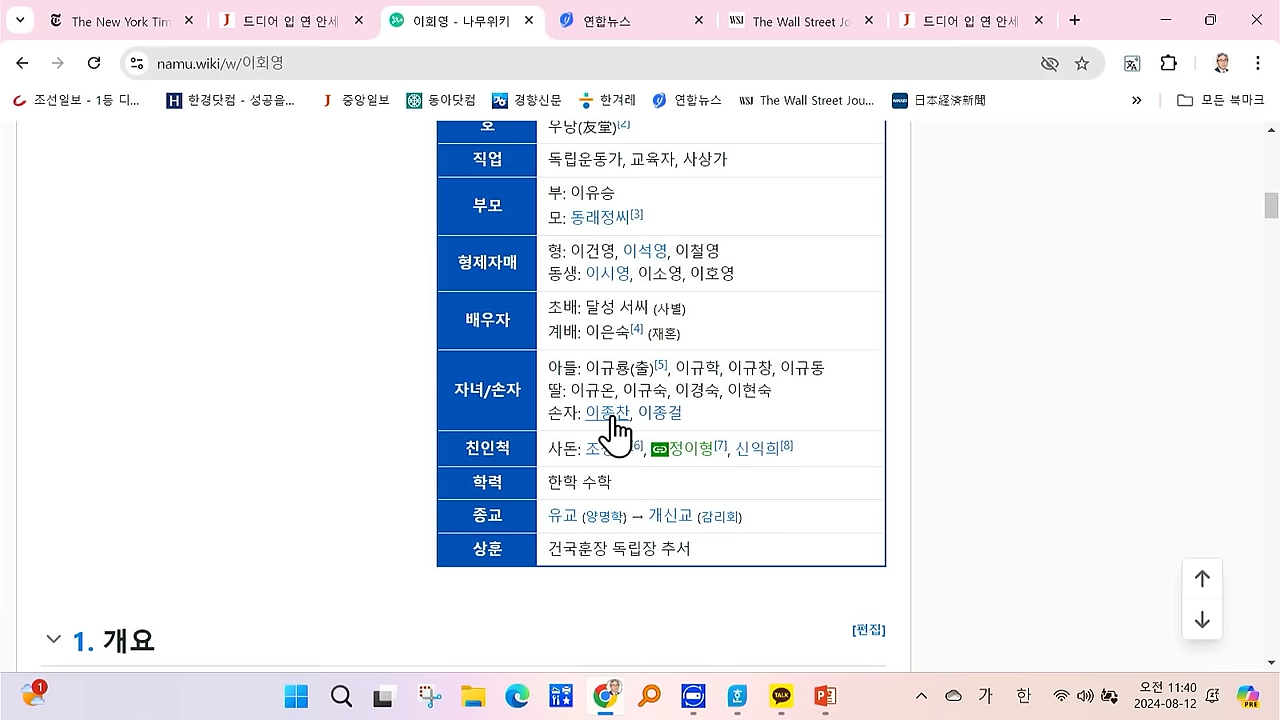 The New York Tim
드디어 입 연 안세
이회영 - 나무위키
연합뉴스
The Wall Street Jo
드디어 입 연 안세
namu.wiki/w/이회영
조선일보 - 1등 디...
한경닷컴 - 성공을...
중앙일보
동아닷컴
경향신문
한겨레
연합뉴스
The Wall Street Jou...
日本経済新聞
모든 북마크
호
우당(友堂)[2]
직업
독립운동가, 교육자, 사상가
부모
부: 이유승
모: 동래정씨[3]
형제자매
형: 이건영, 이석영, 이철영
동생: 이시영, 이소영, 이호영
배우자
초배: 달성 서씨 (사별)
계배: 이은숙[4] (재혼)
자녀/손자
아들: 이규룡(출)[5], 이규학, 이규창, 이규동
딸: 이규온, 이규숙, 이경숙, 이현숙
손자: 이종찬, 이종걸
친인척
사돈: 조 [6], 정이형[7], 신익희[8]
학력
한학 수학
종교
유교 (양명학) → 개신교 (감리회)
상훈
건국훈장 독립장 추서
1. 개요
[편집]
1
가
한
오전 11:40
2024-08-12
TALK
PRE